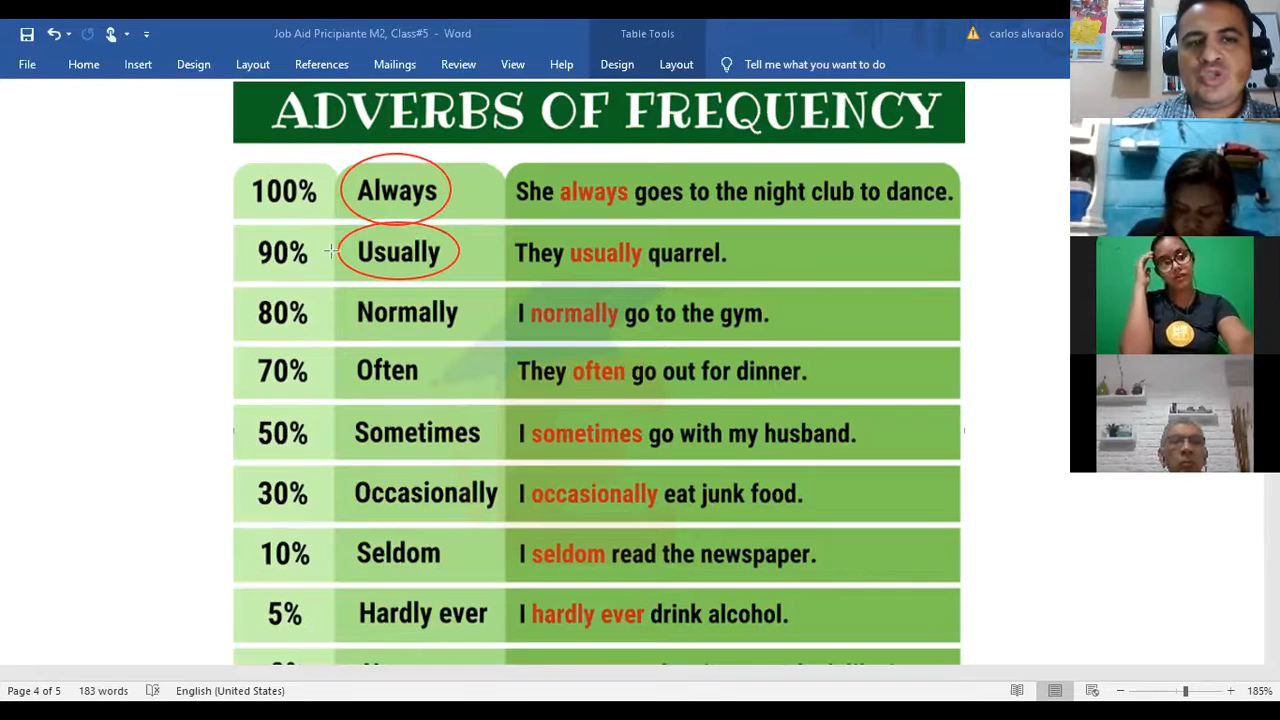 Job Aid Pricipiante M2, Class#5 - Word
Table Tools
carlos alvarado
File Home Insert Design Layout References Mailings Review View Help Design Layout Tell me what you want to do
ADVERBS OF FREQUENCY
100% Always She always goes to the night club to dance.
90% Usually They usually quarrel.
80% Normally I normally go to the gym.
70% Often They often go out for dinner.
50% Sometimes I sometimes go with my husband.
30% Occasionally I occasionally eat junk food.
10% Seldom I seldom read the newspaper.
5% Hardly ever I hardly ever drink alcohol.
Page 4 of 5 183 words English (United States) 185%